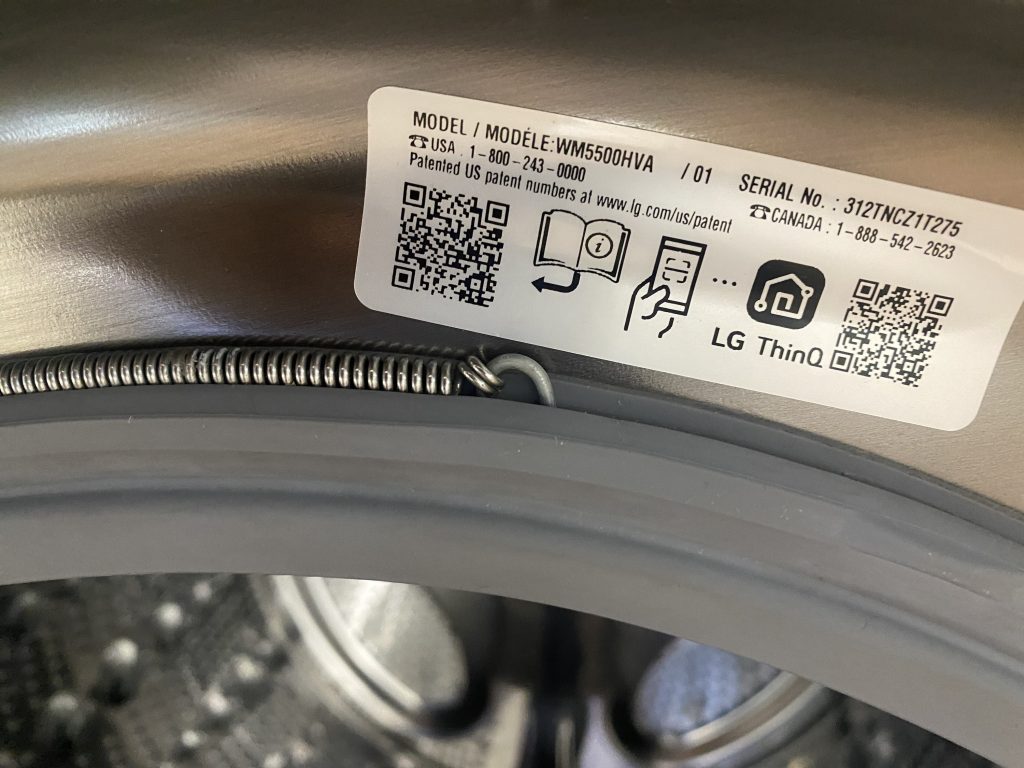 MODEL / MODÈLE:WM5500HVA / 01 SERIAL No. : 312TNCZ1T275
☎USA . 1-800-243-0000 ☎CANADA : 1-888-542-2623
Patented US patent numbers at www.lg.com/us/patent
LG ThinQ